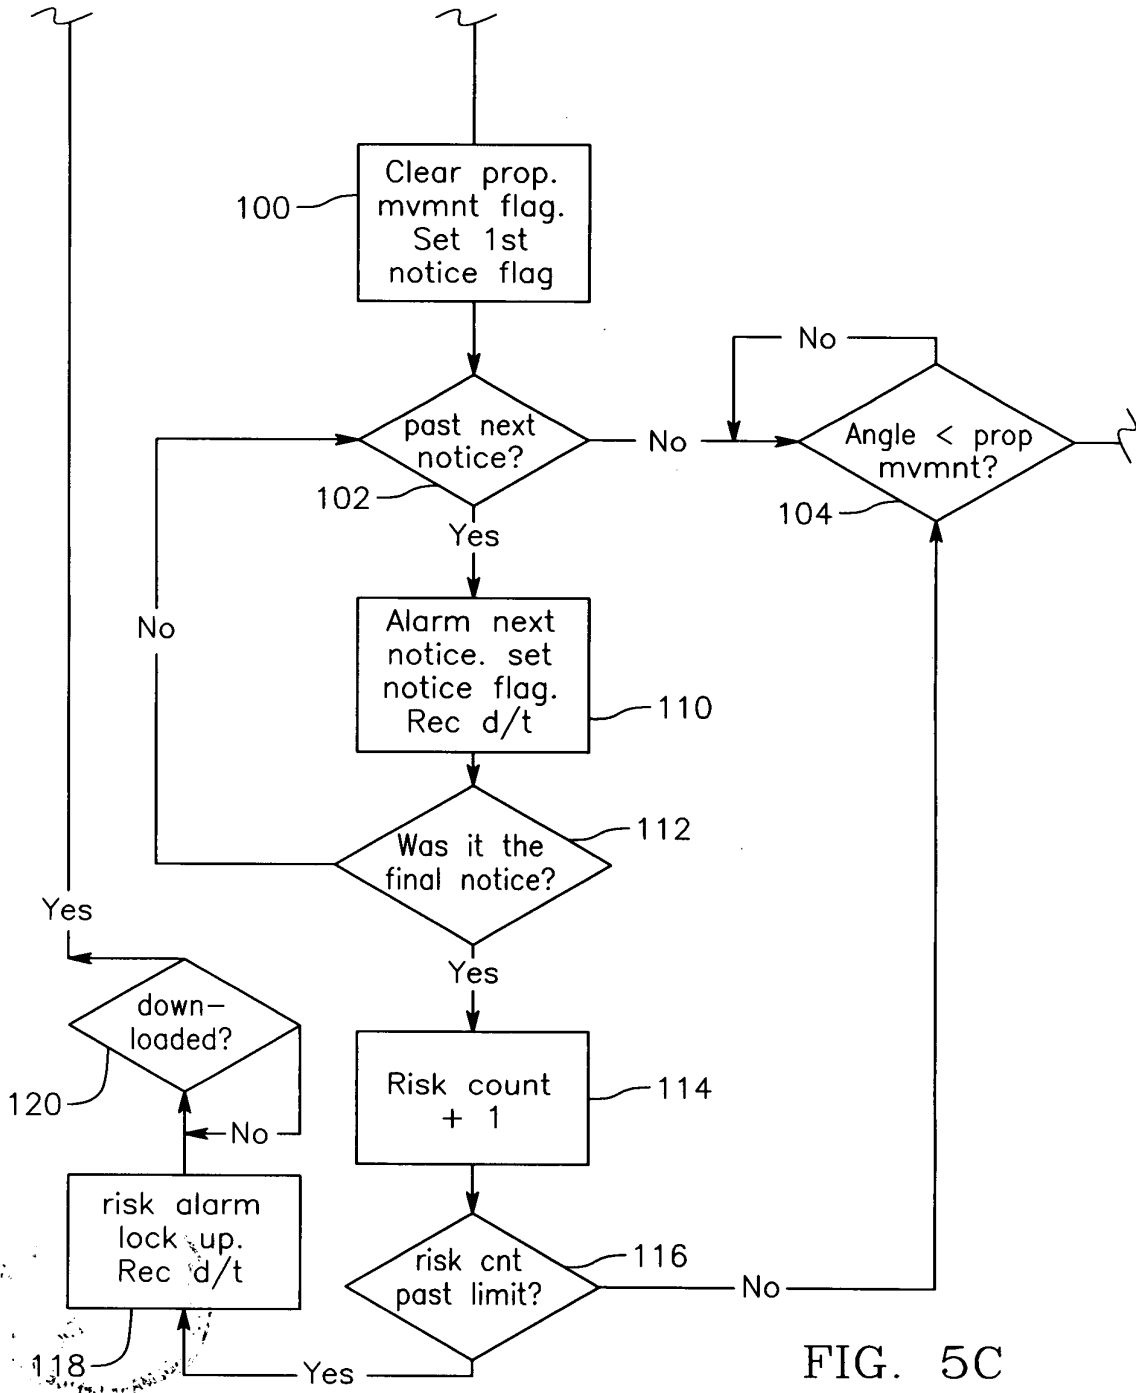 Clear prop.
mvmnt flag.
Set 1st
notice flag
100
No
past next
notice?
102
No
Angle < prop
mvmnt?
104
Yes
No
Alarm next
notice. set
notice flag.
Rec d/t
110
Was it the
final notice?
112
Yes
Yes
down-
loaded?
120
No
Risk count
+ 1
114
risk alarm
lock up.
Rec d/t
118
risk cnt
past limit?
116
No
Yes
FIG. 5C